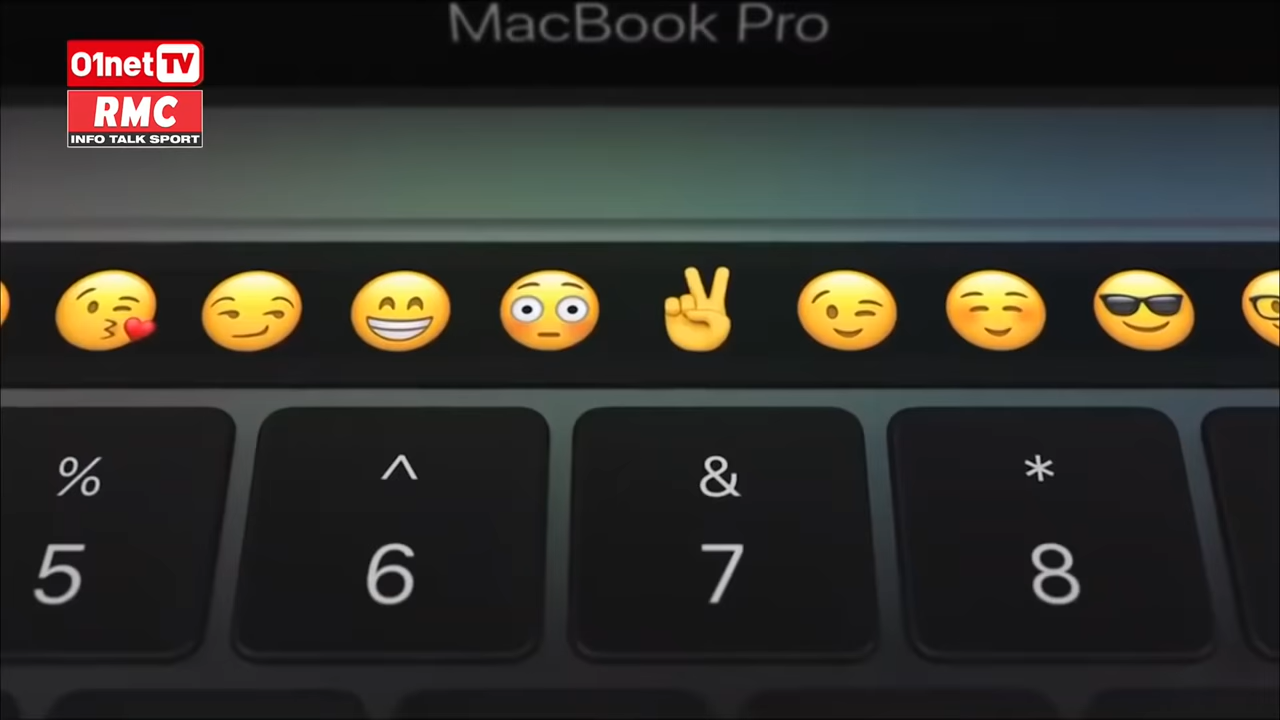 MacBook Pro
01net TV
RMC
INFO TALK SPORT
% ^ & *
5 6 7 8